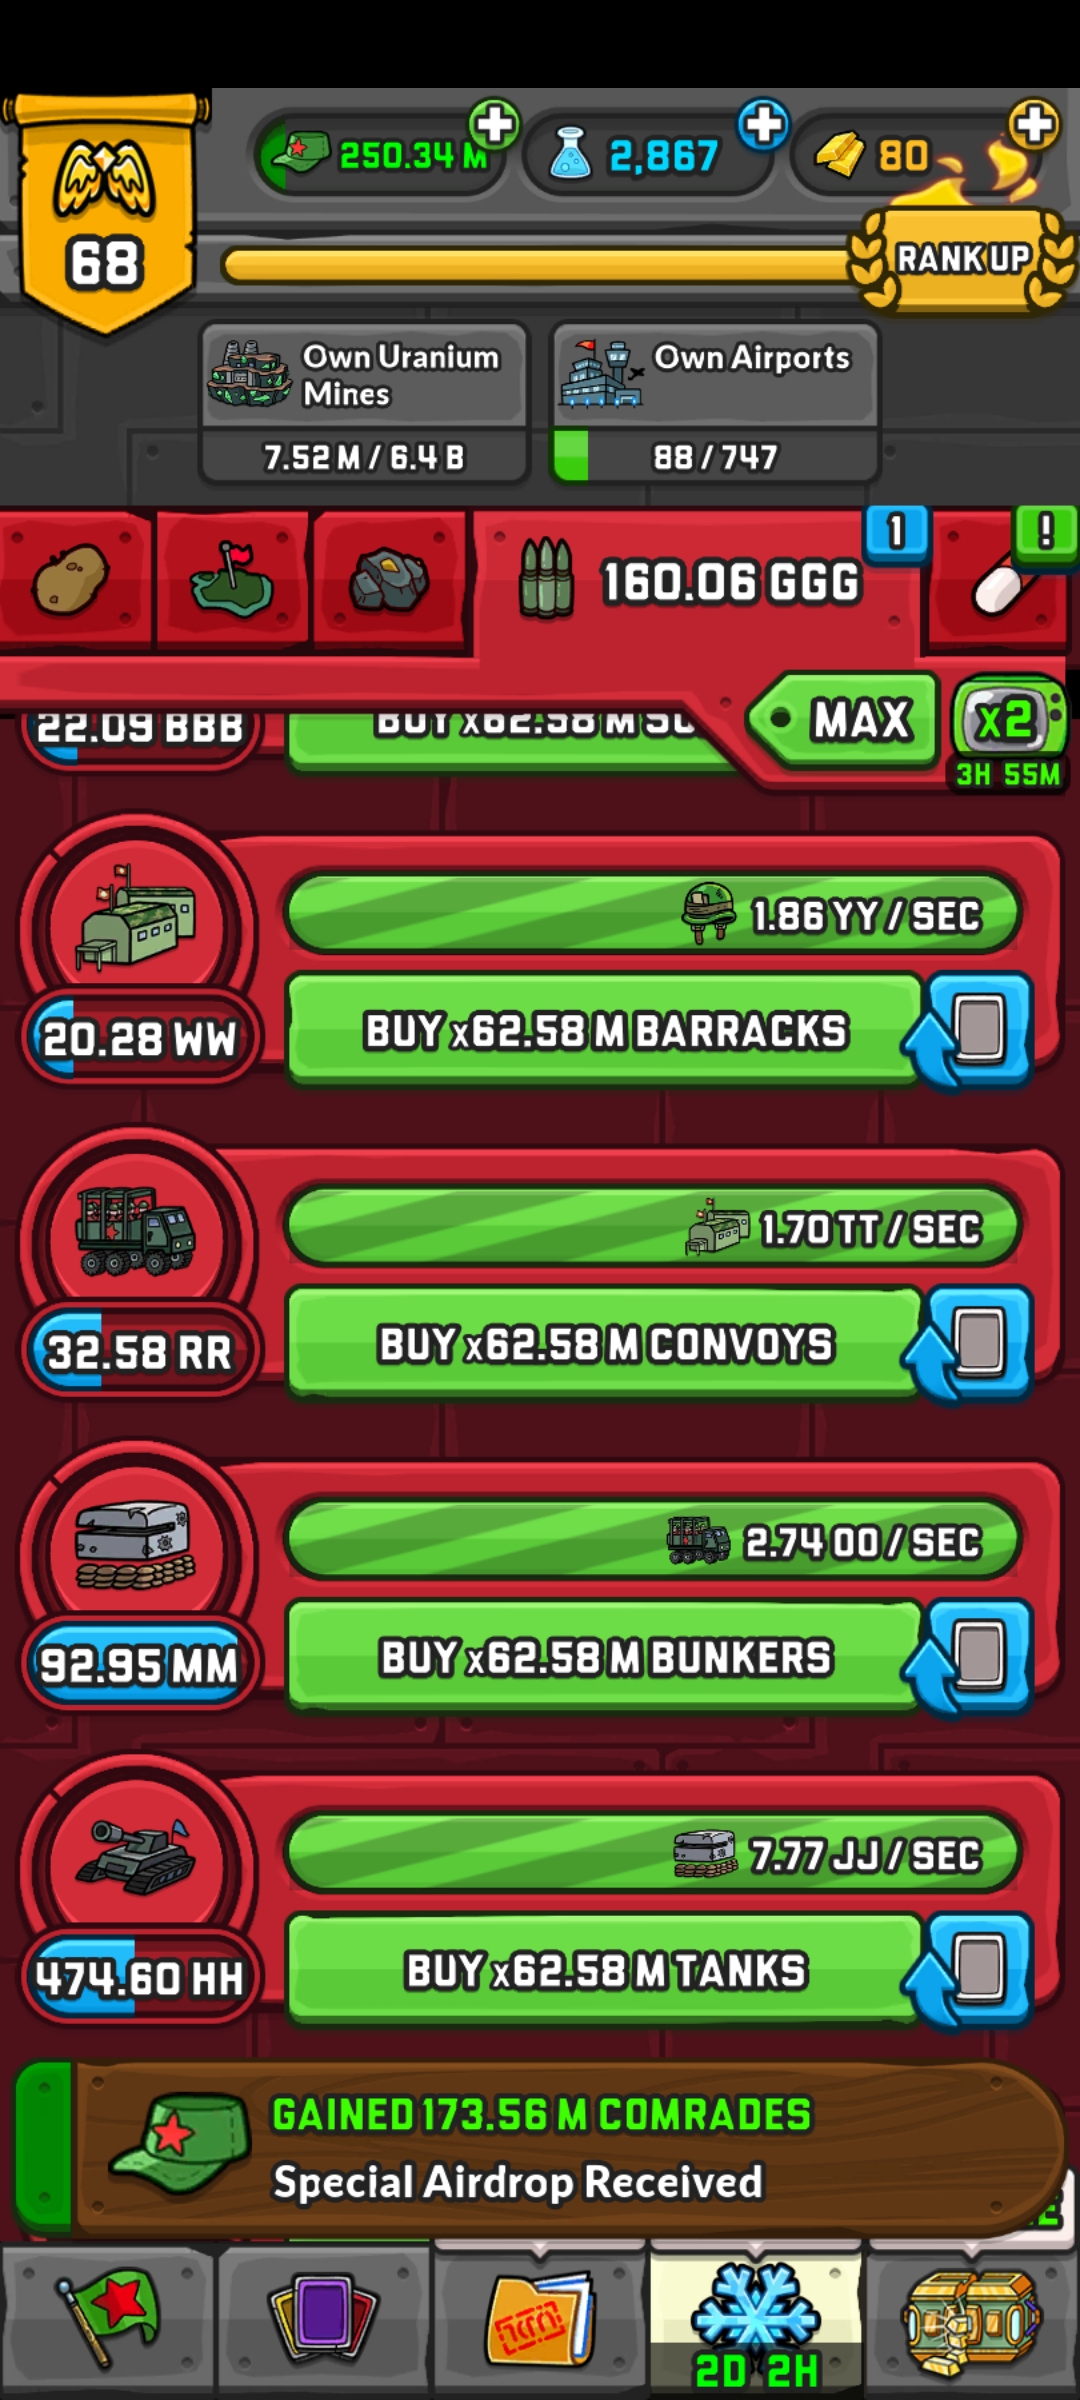 250.34 M
2,867
80
68
RANK UP
Own Uranium
Mines
7.52 M / 6.4 B
Own Airports
88 / 747
160.06 GGG
1
!
MAX
x2
3H 55M
22.09 BBB
BUY x62.58 M
1.86 YY / SEC
20.28 WW
BUY x62.58 M BARRACKS
1.70 TT / SEC
32.58 RR
BUY x62.58 M CONVOYS
2.74 OO / SEC
92.95 MM
BUY x62.58 M BUNKERS
7.77 JJ / SEC
474.60 HH
BUY x62.58 M TANKS
GAINED 173.56 M COMRADES
Special Airdrop Received
2D 2H